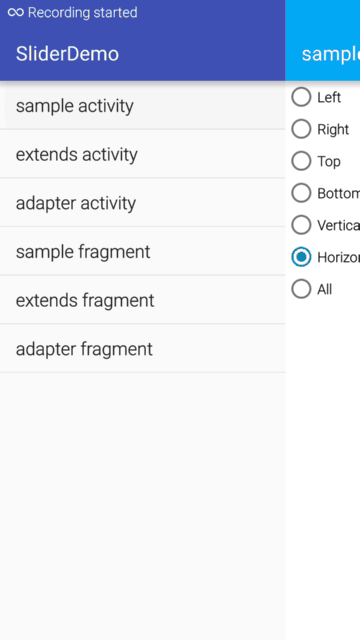 Recording started
SliderDemo
sample activity
extends activity
adapter activity
sample fragment
extends fragment
adapter fragment
sample
Left
Right
Top
Bottom
Vertica
Horizon
All